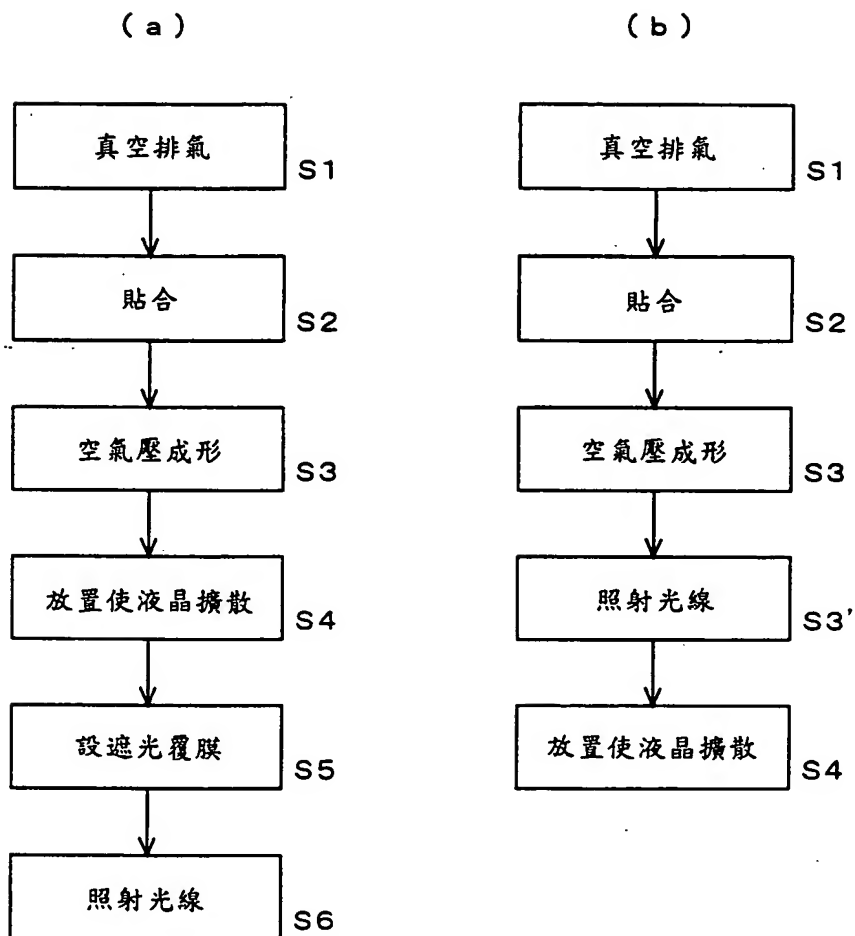 (a)
真空排氣
S1
貼合
S2
空氣壓成形
S3
放置使液晶擴散
S4
設遮光覆膜
S5
照射光線
S6
(b)
真空排氣
S1
貼合
S2
空氣壓成形
S3
照射光線
S3'
放置使液晶擴散
S4